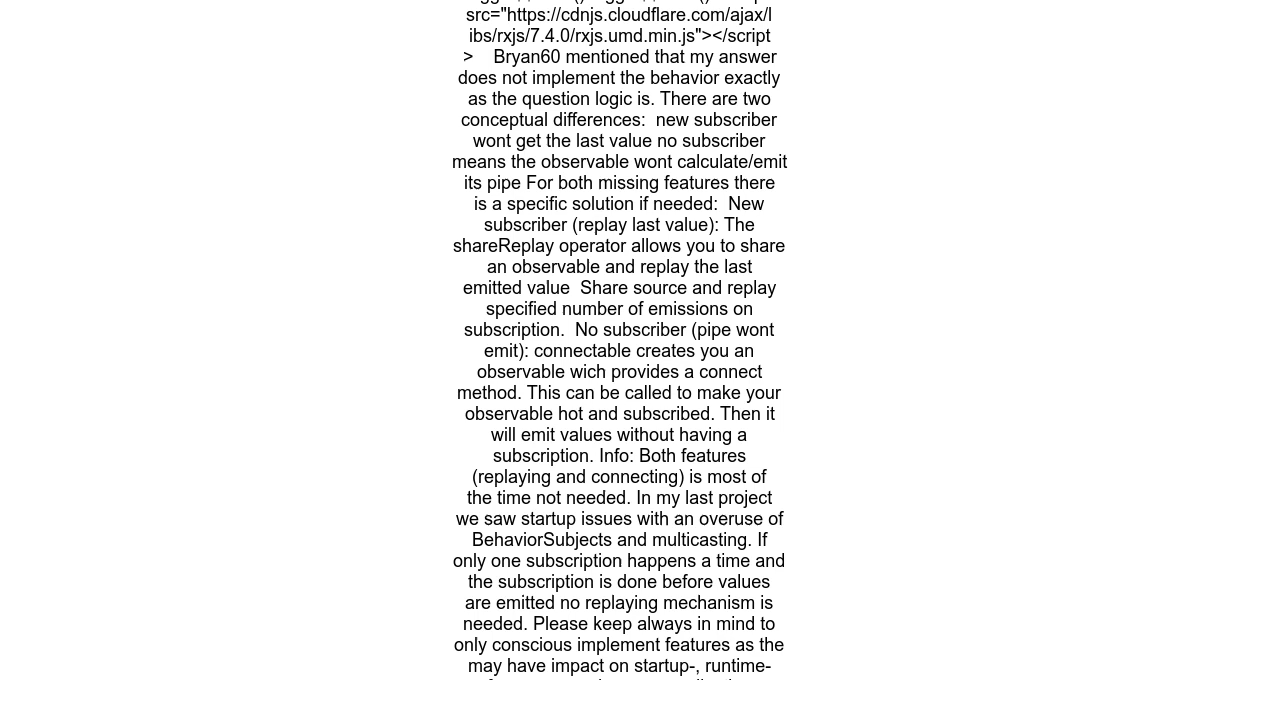 src="https://cdnjs.cloudflare.com/ajax/l
ibs/rxjs/7.4.0/rxjs.umd.min.js"></script
>    Bryan60 mentioned that my answer
does not implement the behavior exactly
as the question logic is. There are two
conceptual differences:  new subscriber
wont get the last value no subscriber
means the observable wont calculate/emit
its pipe For both missing features there
is a specific solution if needed:  New
subscriber (replay last value): The
shareReplay operator allows you to share
an observable and replay the last
emitted value  Share source and replay
specified number of emissions on
subscription.  No subscriber (pipe wont
emit): connectable creates you an
observable wich provides a connect
method. This can be called to make your
observable hot and subscribed. Then it
will emit values without having a
subscription. Info: Both features
(replaying and connecting) is most of
the time not needed. In my last project
we saw startup issues with an overuse of
BehaviorSubjects and multicasting. If
only one subscription happens a time and
the subscription is done before values
are emitted no replaying mechanism is
needed. Please keep always in mind to
only conscious implement features as the
may have impact on startup-, runtime-